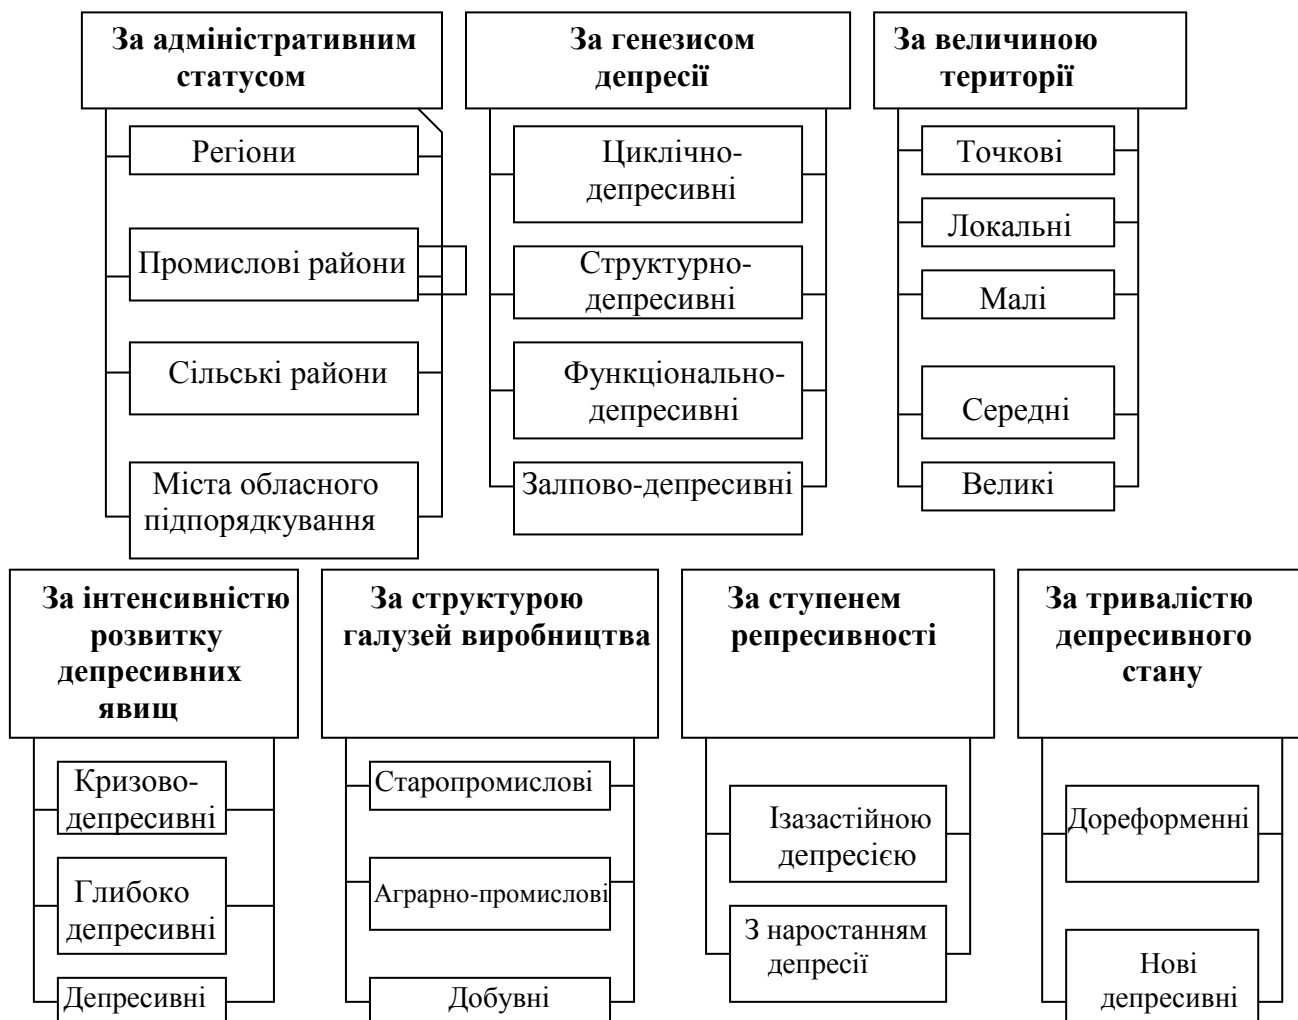 За адміністративним
статусом
Регіони
Промислові райони
Сільські райони
Міста обласного
підпорядкування
За генезисом
депресії
Циклічно-
депресивні
Структурно-
депресивні
Функціонально-
депресивні
Залпово-депресивні
За величиною
території
Точкові
Локальні
Малі
Середні
Великі
За інтенсивністю
розвитку
депресивних
явищ
Кризово-
депресивні
Глибоко
депресивні
Депресивні
За структурою
галузей виробництва
Старопромислові
Аграрно-промислові
Добувні
За ступенем
репресивності
Ізазастійною
депресією
З наростанням
депресії
За тривалістю
депресивного
стану
Дореформенні
Нові
депресивні